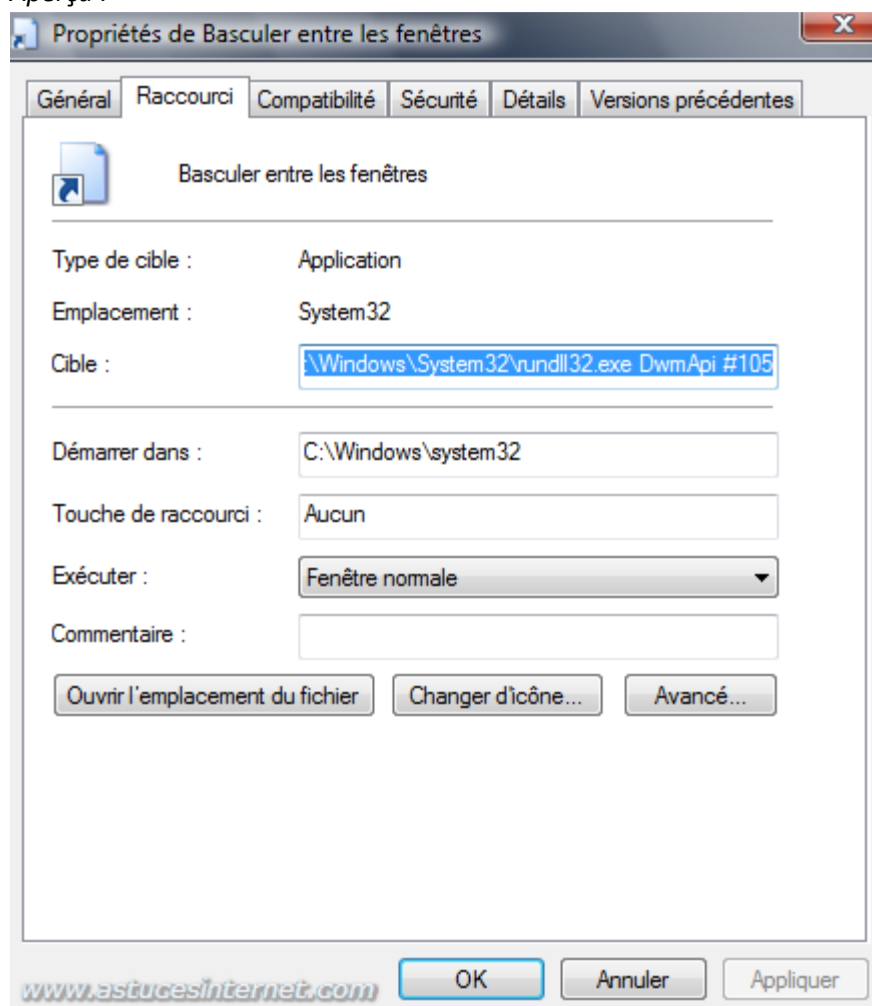 Aperçu :
Propriétés de Basculer entre les fenêtres
Général Raccourci Compatibilité Sécurité Détails Versions précédentes
Basculer entre les fenêtres
Type de cible : Application
Emplacement : System32
Cible : :\Windows\System32\rundll32.exe DwmApi #105
Démarrer dans : C:\Windows\system32
Touche de raccourci : Aucun
Exécuter : Fenêtre normale
Commentaire :
Ouvrir l'emplacement du fichier Changer d'icône... Avancé...
www.astucesinternet.com OK Annuler Appliquer